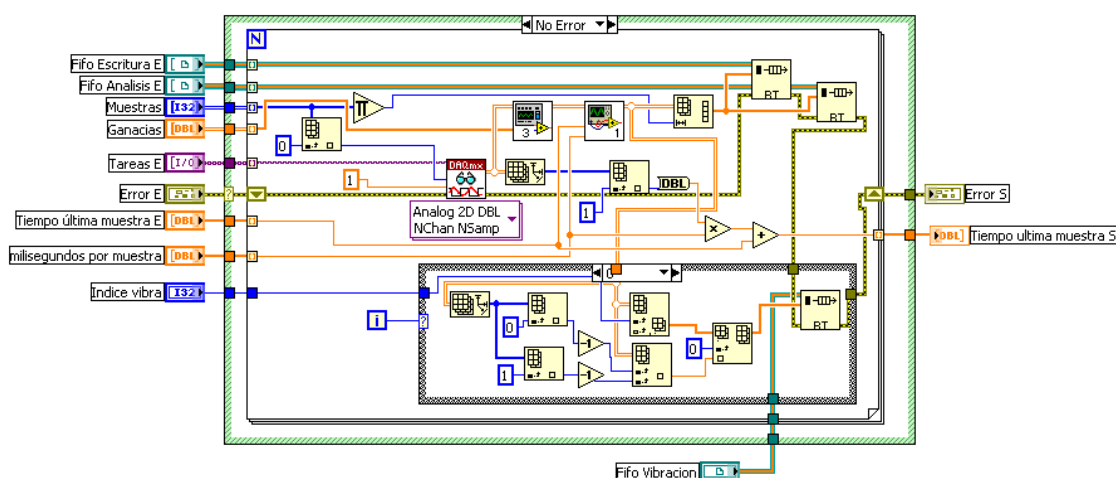 No Error
N
Fifo Escritura E
Fifo Analisis E
Muestras
I32
Ganacias
DBL
0
3
1
RT
RT
Tareas E
I/O
DAQmx
1
DBL
1
Error E
Error S
Analog 2D DBL
NChan NSamp
Tiempo última muestra E
DBL
DBL
Tiempo ultima muestra S
milisegundos por muestra
DBL
0
Indice vibra
I32
i
0
-1
0
RT
1
-1
Fifo Vibracion